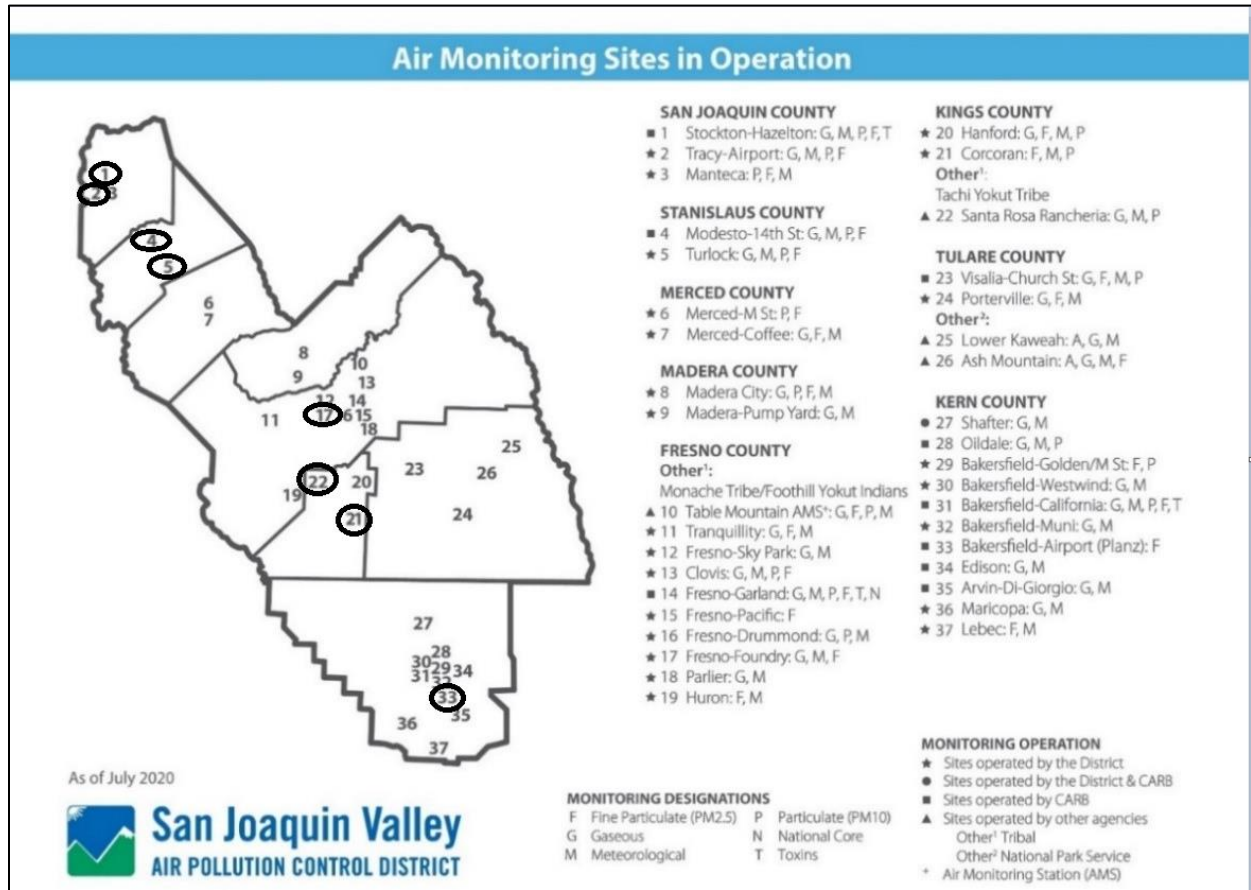 Air Monitoring Sites in Operation
1
2 3
4
5
6
7
8
9
10
13
12 14
11 17 6 15
18
25
23 26
22 20
19
21
24
27
28
30 29 34
31 32
33
35
36
37
SAN JOAQUIN COUNTY
■ 1 Stockton-Hazelton: G, M, P, F, T
★ 2 Tracy-Airport: G, M, P, F
★ 3 Manteca: P, F, M
STANISLAUS COUNTY
■ 4 Modesto-14th St: G, M, P, F
★ 5 Turlock: G, M, P, F
MERCED COUNTY
★ 6 Merced-M St: P, F
★ 7 Merced-Coffee: G, F, M
MADERA COUNTY
★ 8 Madera City: G, P, F, M
★ 9 Madera-Pump Yard: G, M
FRESNO COUNTY
Other¹:
Monache Tribe/Foothill Yokut Indians
▲ 10 Table Mountain AMS⁺: G, F, P, M
★ 11 Tranquillity: G, F, M
★ 12 Fresno-Sky Park: G, M
★ 13 Clovis: G, M, P, F
■ 14 Fresno-Garland: G, M, P, F, T, N
★ 15 Fresno-Pacific: F
★ 16 Fresno-Drummond: G, P, M
★ 17 Fresno-Foundry: G, M, F
★ 18 Parlier: G, M
★ 19 Huron: F, M
KINGS COUNTY
★ 20 Hanford: G, F, M, P
★ 21 Corcoran: F, M, P
Other¹:
Tachi Yokut Tribe
▲ 22 Santa Rosa Rancheria: G, M, P
TULARE COUNTY
■ 23 Visalia-Church St: G, F, M, P
★ 24 Porterville: G, F, M
Other²:
▲ 25 Lower Kaweah: A, G, M
▲ 26 Ash Mountain: A, G, M, F
KERN COUNTY
● 27 Shafter: G, M
■ 28 Oildale: G, M, P
★ 29 Bakersfield-Golden/M St: F, P
★ 30 Bakersfield-Westwind: G, M
■ 31 Bakersfield-California: G, M, P, F, T
★ 32 Bakersfield-Muni: G, M
■ 33 Bakersfield-Airport (Planz): F
■ 34 Edison: G, M
■ 35 Arvin-Di-Giorgio: G, M
★ 36 Maricopa: G, M
★ 37 Lebec: F, M
MONITORING OPERATION
★ Sites operated by the District
● Sites operated by the District & CARB
■ Sites operated by CARB
▲ Sites operated by other agencies
Other¹ Tribal
Other² National Park Service
+ Air Monitoring Station (AMS)
MONITORING DESIGNATIONS
F Fine Particulate (PM2.5) P Particulate (PM10)
G Gaseous N National Core
M Meteorological T Toxins
As of July 2020
San Joaquin Valley
AIR POLLUTION CONTROL DISTRICT